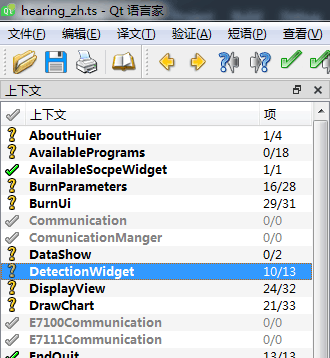 hearing_zh.ts - Qt 语言家
文件(F) 编辑(E) 译文(T) 验证(A) 短语(P) 查看(V)
上下文
上下文 项
AboutHuier 1/4
AvailablePrograms 0/18
AvailableSocpeWidget 1/1
BurnParameters 16/28
BurnUi 29/31
Communication 0/0
ComunicationManger 0/0
DataShow 0/2
DetectionWidget 10/13
DisplayView 24/32
DrawChart 21/33
E7100Communication 0/0
E7111Communication 0/0
EndQuit 13/13